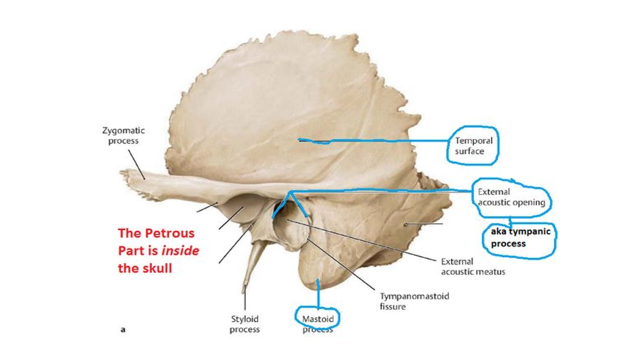 Zygomatic
process
Temporal
surface
External
acoustic opening
aka tympanic
process
The Petrous
Part is inside
the skull
External
acoustic meatus
Tympanomastoid
fissure
Styloid
process
Mastoid
process
a